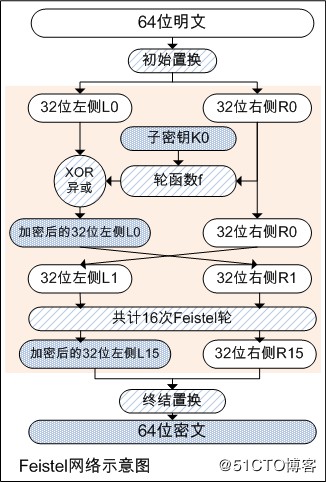 64位明文
初始置换
32位左侧L0
32位右侧R0
子密钥K0
XOR
异或
轮函数f
加密后的32位左侧L0
32位右侧R0
32位左侧L1
32位右侧R1
共计16次Feistel轮
加密后的32位左侧L15
32位右侧R15
终结置换
64位密文
Feistel网络示意图
@51CTO博客